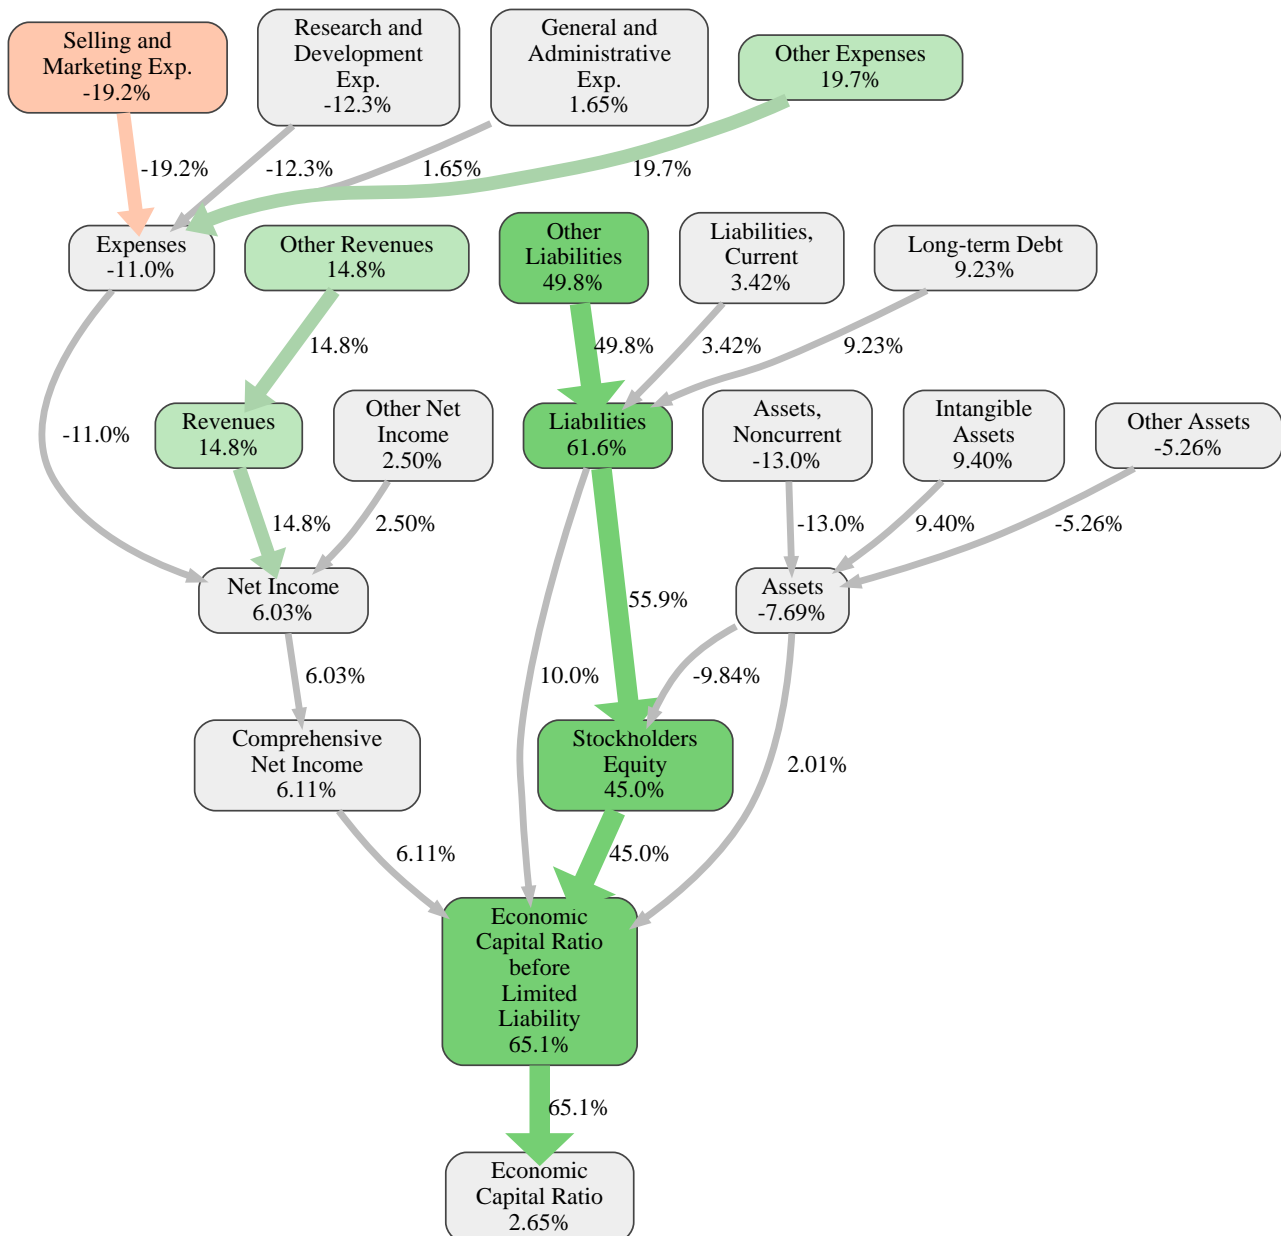 Selling and
Marketing Exp.
-19.2%
Research and
Development
Exp.
-12.3%
General and
Administrative
Exp.
1.65%
Other Expenses
19.7%
-19.2%
-12.3%
1.65%
19.7%
Expenses
-11.0%
Other Revenues
14.8%
Other
Liabilities
49.8%
Liabilities,
Current
3.42%
Long-term Debt
9.23%
14.8%
49.8%
3.42%
9.23%
-11.0%
Revenues
14.8%
Other Net
Income
2.50%
Liabilities
61.6%
Assets,
Noncurrent
-13.0%
Intangible
Assets
9.40%
Other Assets
-5.26%
14.8%
2.50%
-13.0%
9.40%
-5.26%
Net Income
6.03%
55.9%
Assets
-7.69%
6.03%
10.0%
-9.84%
Comprehensive
Net Income
6.11%
Stockholders
Equity
45.0%
2.01%
6.11%
45.0%
Economic
Capital Ratio
before
Limited
Liability
65.1%
65.1%
Economic
Capital Ratio
2.65%